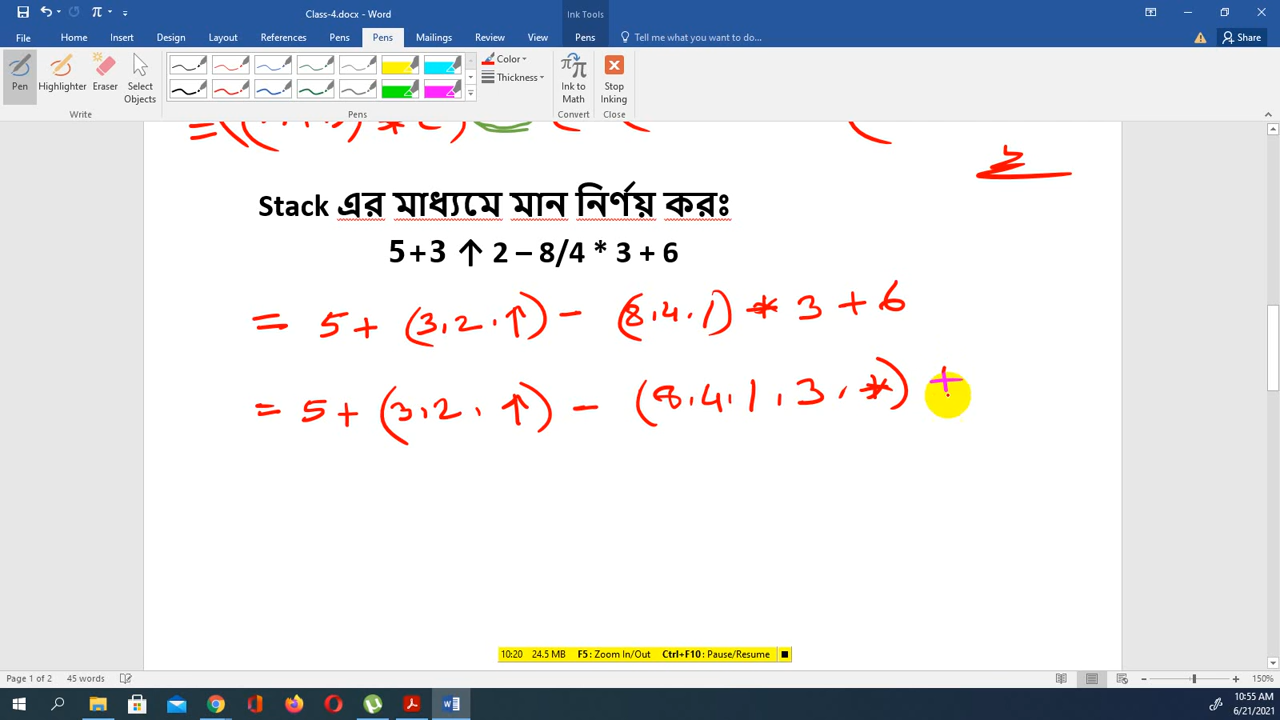 Class-4.docx - Word
Ink Tools
File
Home
Insert
Design
Layout
References
Pens
Mailings
Review
View
Pens
Tell me what you want to do...
Share
Pen
Highlighter
Eraser
Select Objects
Color
Thickness
Ink to Math
Stop Inking
Write
Pens
Convert
Close
Stack এর মাধ্যমে মান নির্ণয় করঃ
5+3 ↑ 2 – 8/4 * 3 + 6
= 5 + (3, 2, ↑) - (8, 4, /) * 3 + 6
= 5 + (3, 2, ↑) - (8, 4, /, 3, *) +
10:20 24.5 MB F5: Zoom In/Out Ctrl+F10: Pause/Resume
Page 1 of 2 45 words
150%
10:55 AM
6/21/2021